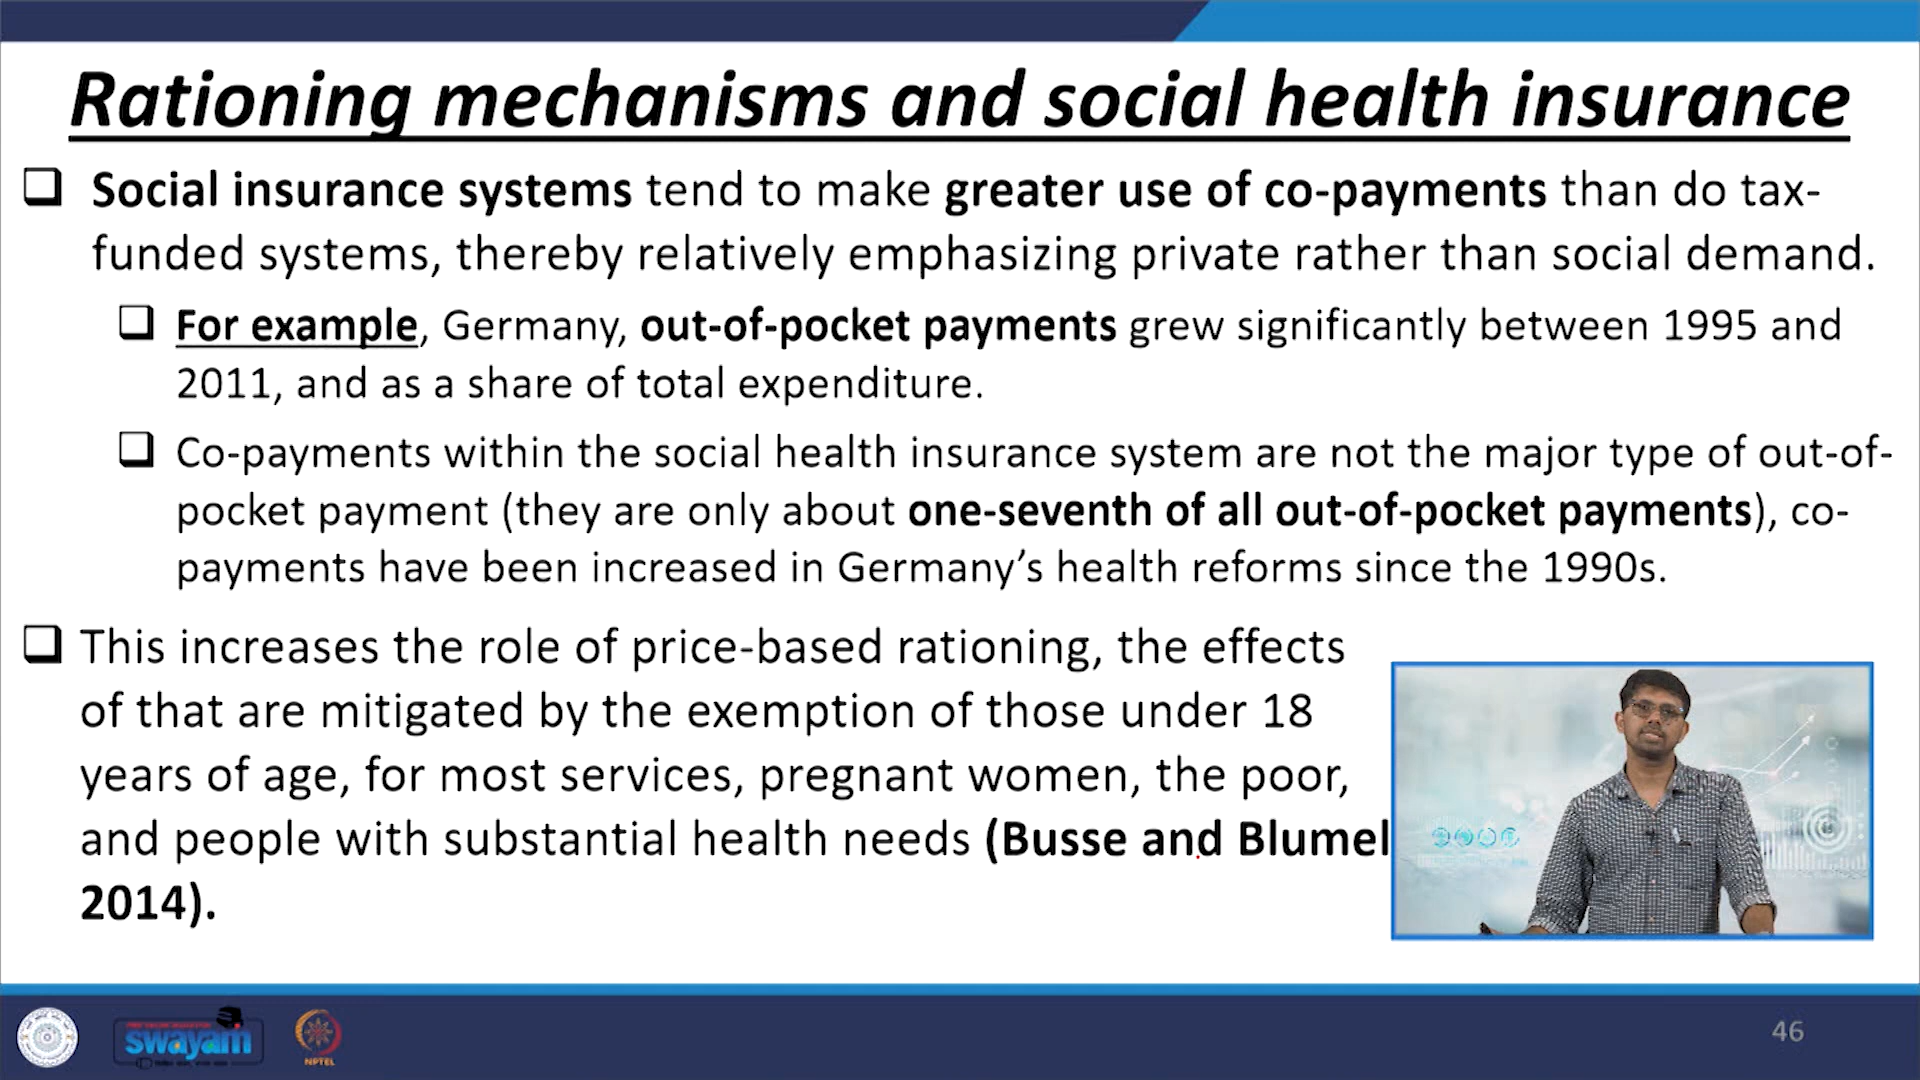 Rationing mechanisms and social health insurance
Social insurance systems tend to make greater use of co-payments than do tax-
funded systems, thereby relatively emphasizing private rather than social demand.
For example, Germany, out-of-pocket payments grew significantly between 1995 and
2011, and as a share of total expenditure.
Co-payments within the social health insurance system are not the major type of out-of-
pocket payment (they are only about one-seventh of all out-of-pocket payments), co-
payments have been increased in Germany’s health reforms since the 1990s.
This increases the role of price-based rationing, the effects
of that are mitigated by the exemption of those under 18
years of age, for most services, pregnant women, the poor,
and people with substantial health needs (Busse and Blumel
2014).
swayam
NPTEL
46